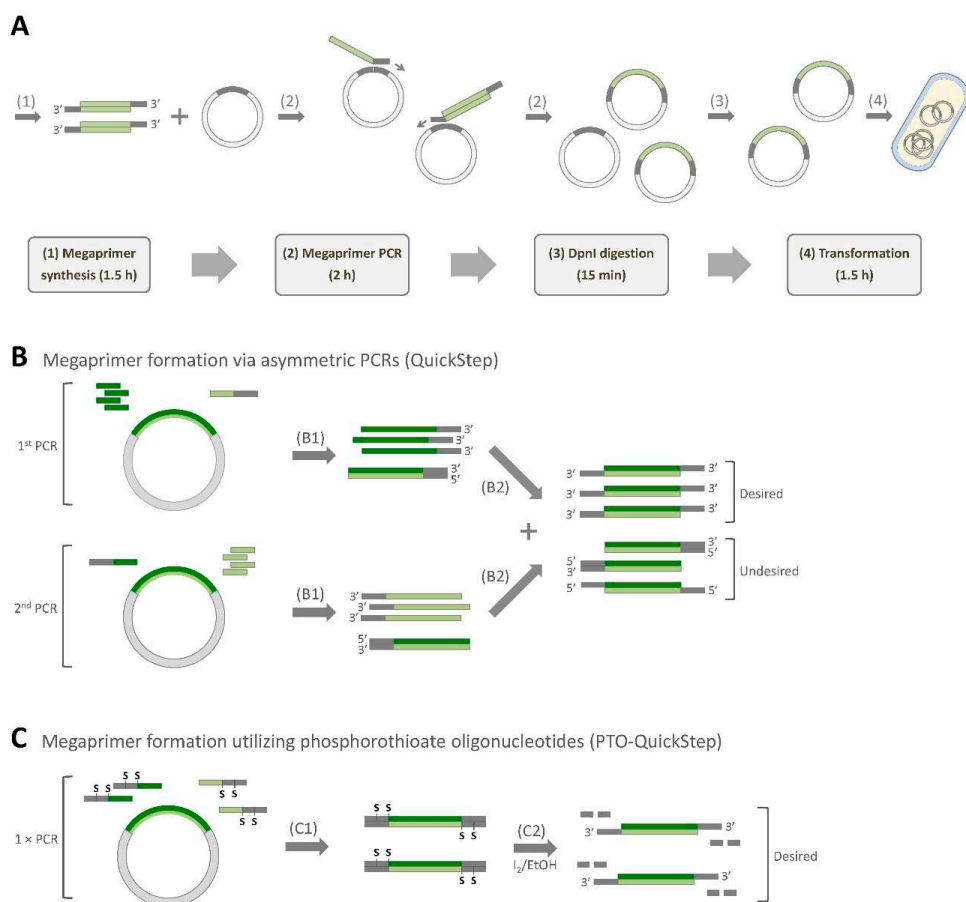 A
(1)
3'
3'
3'
3'
+
(2)
(2)
(3)
(4)
(1) Megaprimer
synthesis (1.5 h)
(2) Megaprimer PCR
(2 h)
(3) DpnI digestion
(15 min)
(4) Transformation
(1.5 h)
B Megaprimer formation via asymmetric PCRs (QuickStep)
1st PCR
(B1)
3'
3'
3'
3'
5'
(B2)
+
3' 3'
3' 3'
3' 3'
Desired
2nd PCR
(B1)
3'
3'
3'
5'
3'
(B2)
3'
5'
5'
3'
5' 5'
Undesired
C Megaprimer formation utilizing phosphorothioate oligonucleotides (PTO-QuickStep)
1 × PCR
S S
S S
S S
S S
(C1)
S S
S S
S S
S S
(C2)
I2/EtOH
3' 3'
3' 3'
Desired